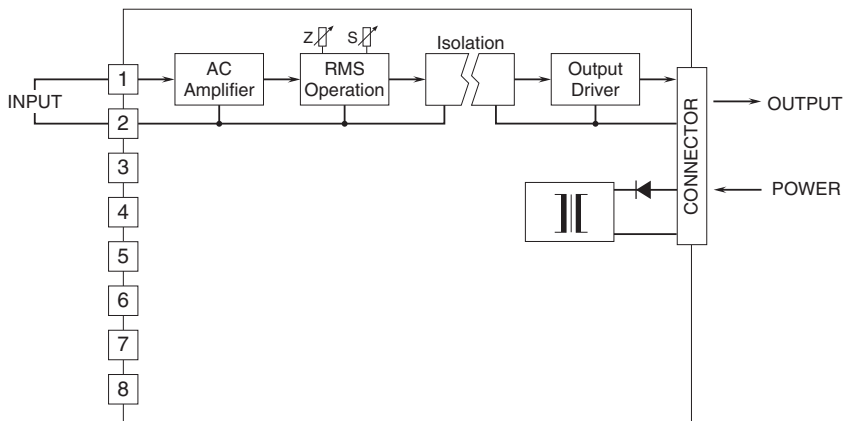 Z
S
Isolation
1
AC
Amplifier
RMS
Operation
Output
Driver
INPUT
2
CONNECTOR
OUTPUT
3
POWER
4
5
6
7
8